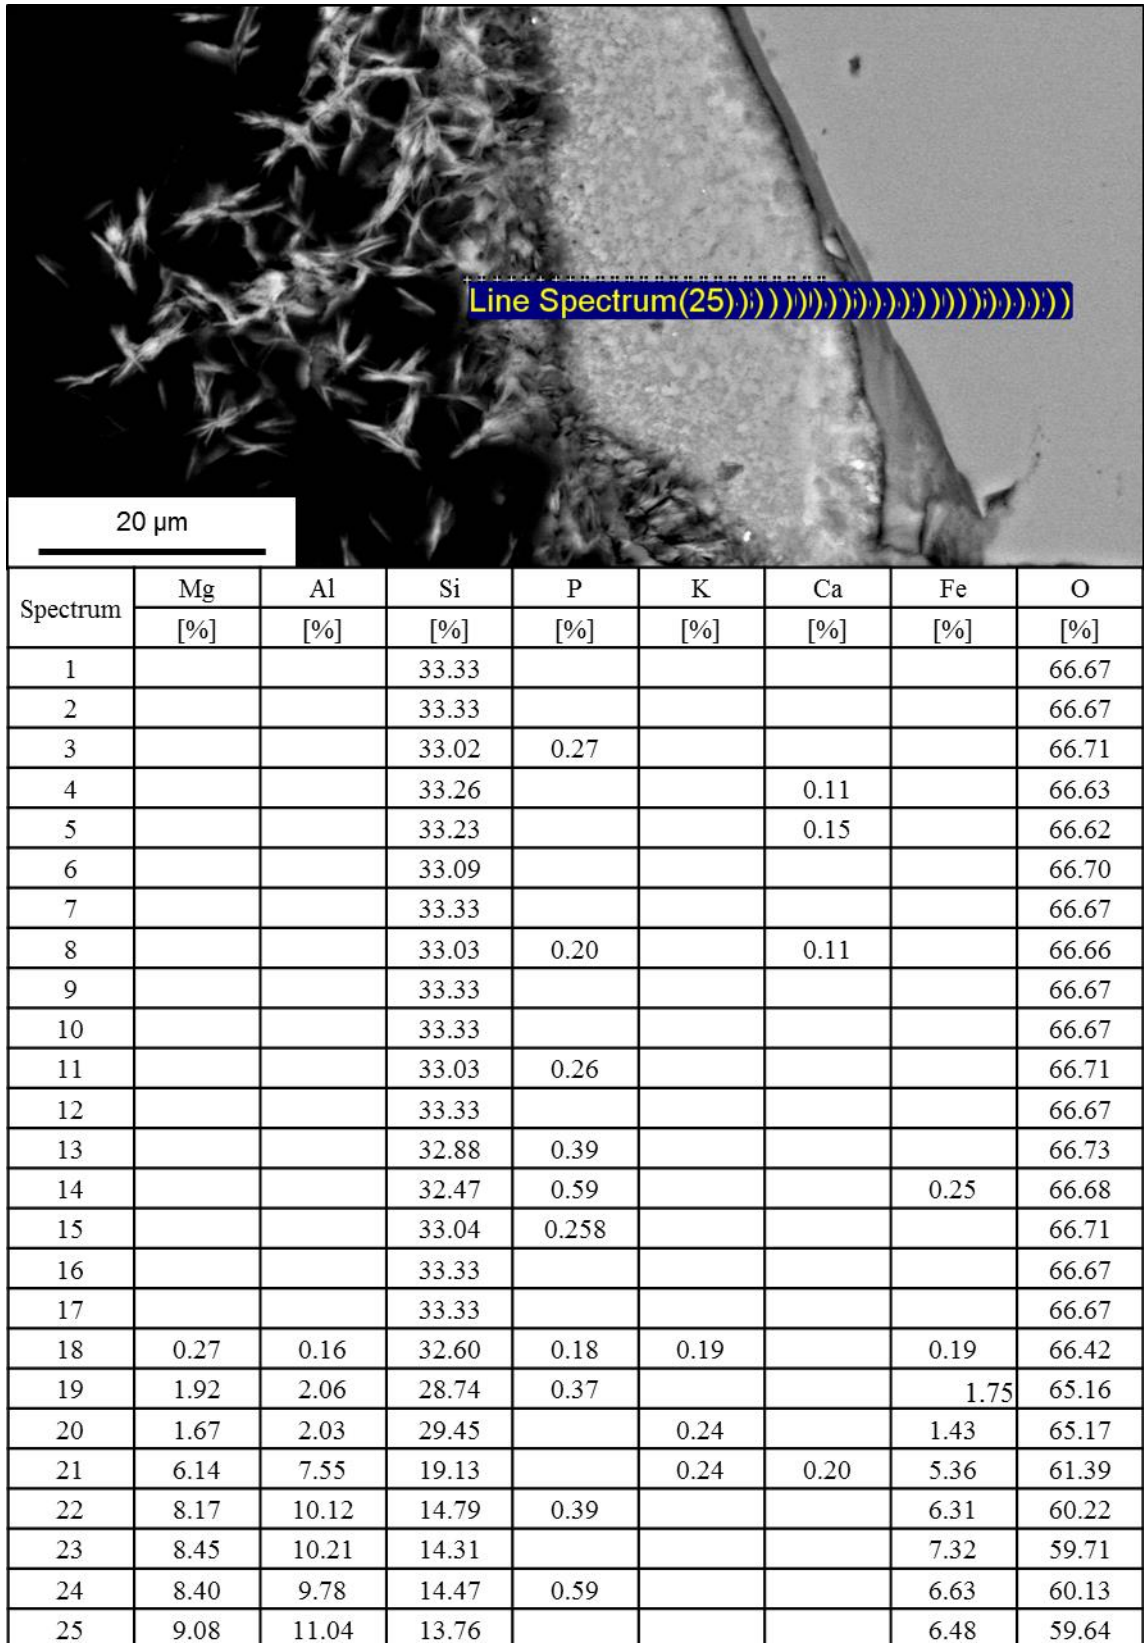 Line Spectrum(25)
20 µm
Spectrum Mg Al Si P K Ca Fe O
[%] [%] [%] [%] [%] [%] [%] [%]
1 33.33 66.67
2 33.33 66.67
3 33.02 0.27 66.71
4 33.26 0.11 66.63
5 33.23 0.15 66.62
6 33.09 66.70
7 33.33 66.67
8 33.03 0.20 0.11 66.66
9 33.33 66.67
10 33.33 66.67
11 33.03 0.26 66.71
12 33.33 66.67
13 32.88 0.39 66.73
14 32.47 0.59 0.25 66.68
15 33.04 0.258 66.71
16 33.33 66.67
17 33.33 66.67
18 0.27 0.16 32.60 0.18 0.19 0.19 66.42
19 1.92 2.06 28.74 0.37 1.75 65.16
20 1.67 2.03 29.45 0.24 1.43 65.17
21 6.14 7.55 19.13 0.24 0.20 5.36 61.39
22 8.17 10.12 14.79 0.39 6.31 60.22
23 8.45 10.21 14.31 7.32 59.71
24 8.40 9.78 14.47 0.59 6.63 60.13
25 9.08 11.04 13.76 6.48 59.64